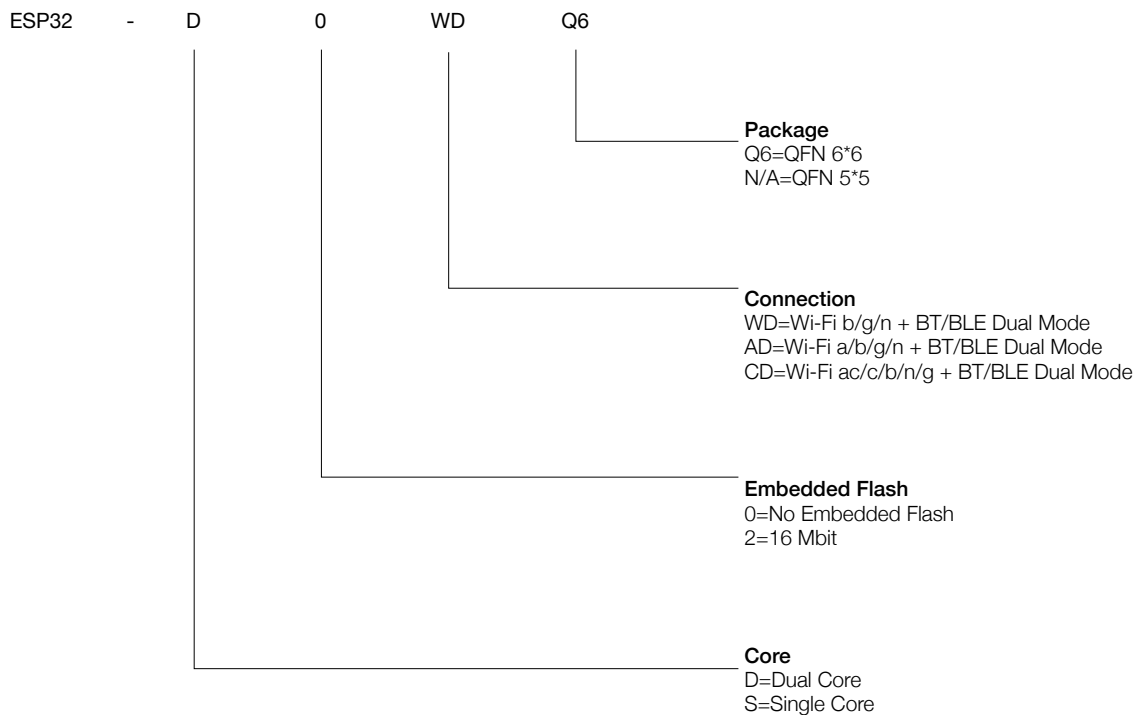 ESP32 - D 0 WD Q6
Package
Q6=QFN 6*6
N/A=QFN 5*5
Connection
WD=Wi-Fi b/g/n + BT/BLE Dual Mode
AD=Wi-Fi a/b/g/n + BT/BLE Dual Mode
CD=Wi-Fi ac/c/b/n/g + BT/BLE Dual Mode
Embedded Flash
0=No Embedded Flash
2=16 Mbit
Core
D=Dual Core
S=Single Core